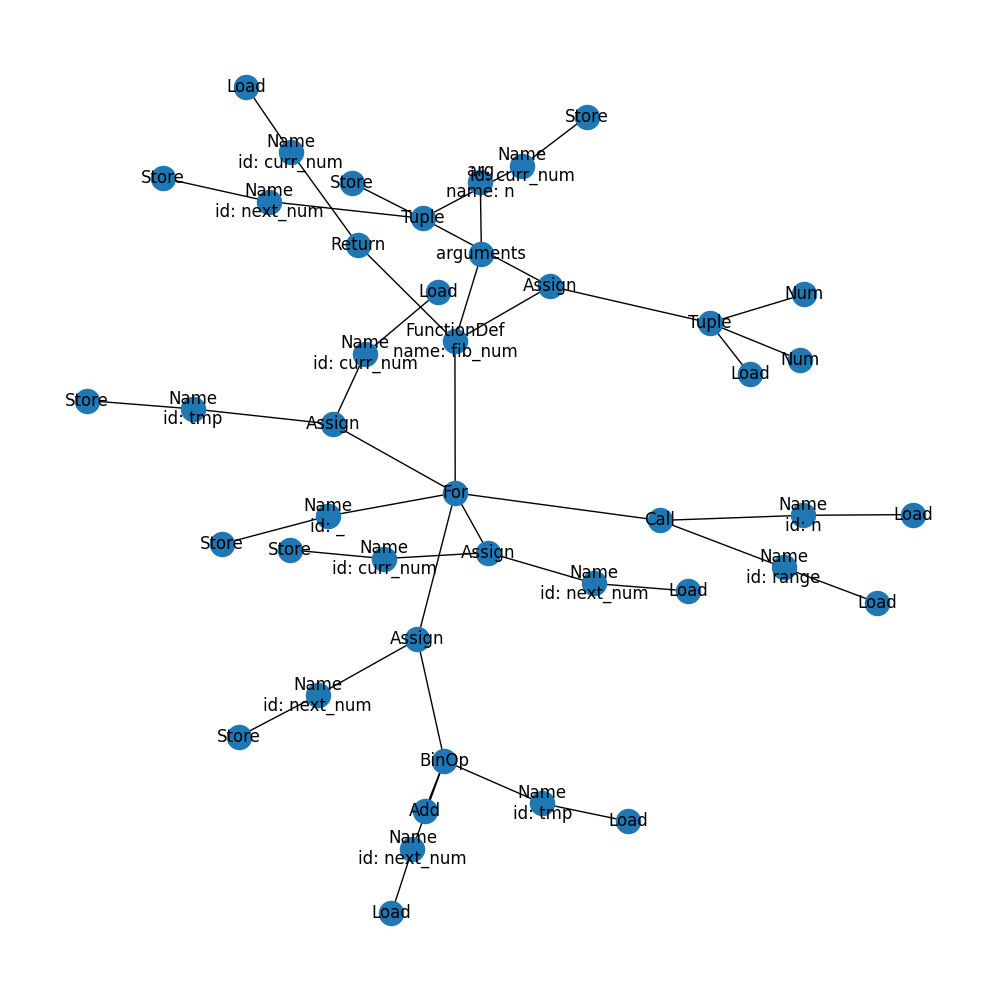 Load
Store
Name
id: curr_num
Name
id: curr_num
arg
name: n
Store
Store
Name
id: next_num
Tuple
Return
arguments
Assign
Load
Num
Tuple
FunctionDef
name: fib_num
Name
id: curr_num
Num
Load
Store
Name
id: tmp
Assign
For
Name
id: _
Call
Name
id: n
Load
Store
Store
Name
id: curr_num
Assign
Name
id: range
Name
id: next_num
Load
Load
Assign
Name
id: next_num
Store
BinOp
Name
id: tmp
Add
Load
Name
id: next_num
Load